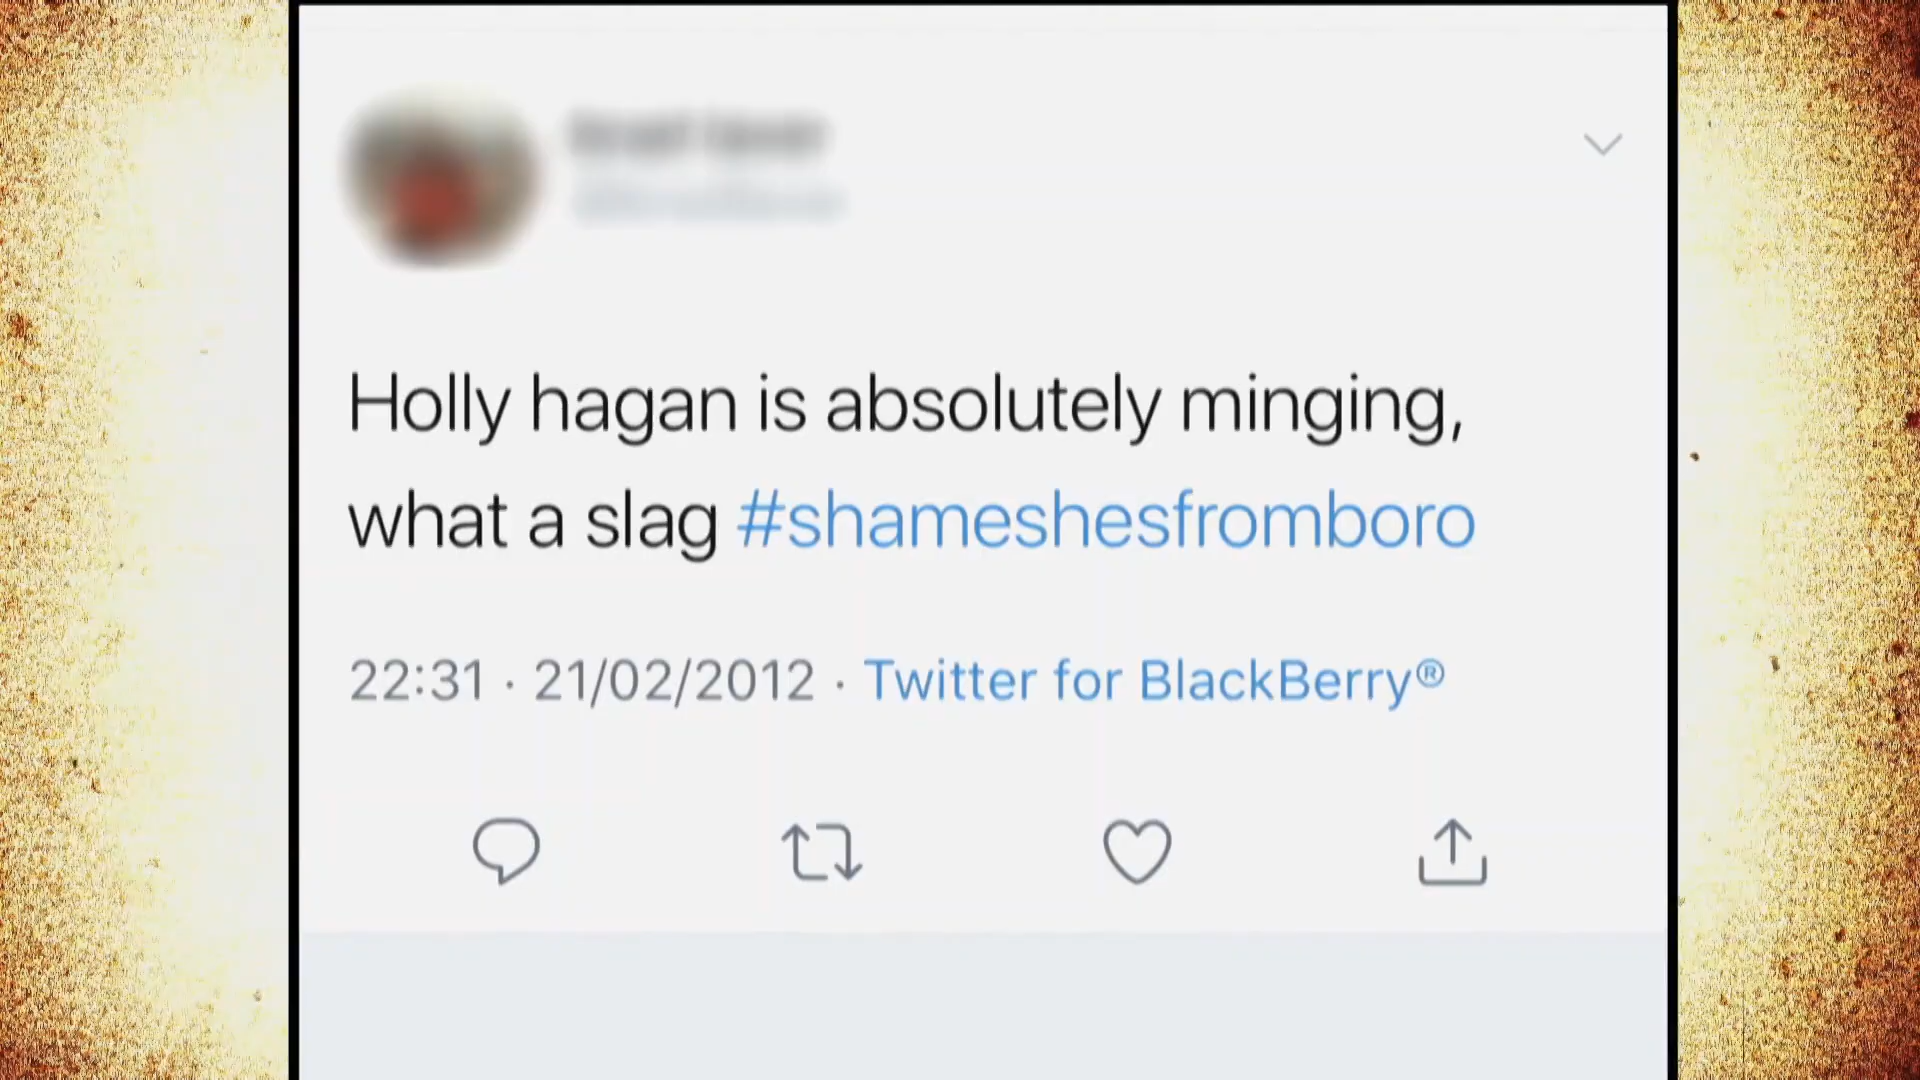 Holly hagan is absolutely minging,
what a slag #shameshesfromboro
22:31 · 21/02/2012 · Twitter for BlackBerry®